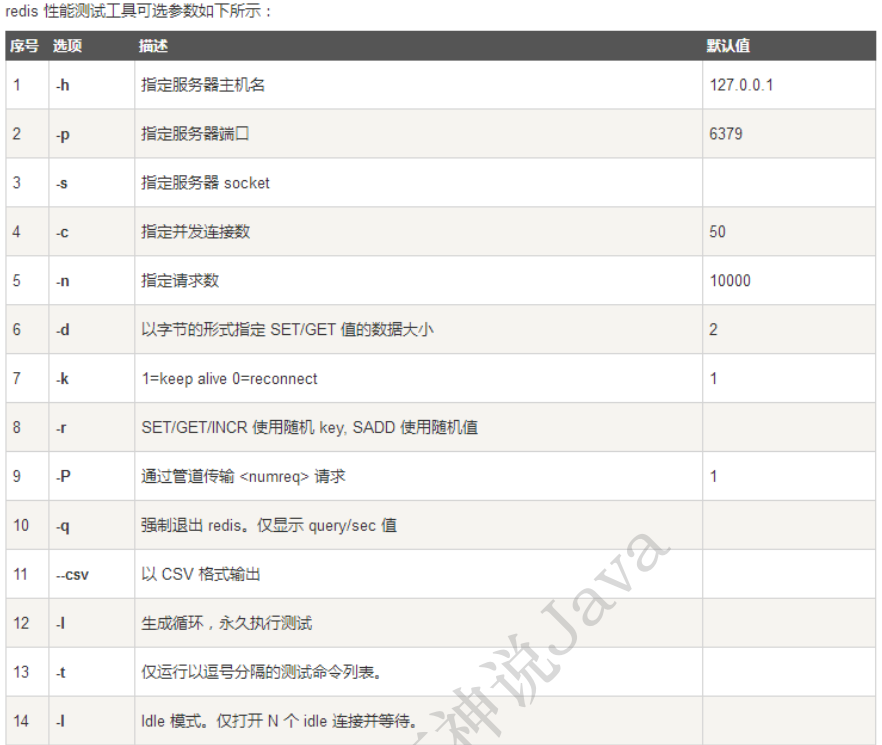 redis 性能测试工具可选参数如下所示：
序号 选项 描述 默认值
1 -h 指定服务器主机名 127.0.0.1
2 -p 指定服务器端口 6379
3 -s 指定服务器 socket
4 -c 指定并发连接数 50
5 -n 指定请求数 10000
6 -d 以字节的形式指定 SET/GET 值的数据大小 2
7 -k 1=keep alive 0=reconnect 1
8 -r SET/GET/INCR 使用随机 key, SADD 使用随机值
9 -P 通过管道传输 <numreq> 请求 1
10 -q 强制退出 redis。仅显示 query/sec 值
11 --csv 以 CSV 格式输出
12 -l 生成循环，永久执行测试
13 -t 仅运行以逗号分隔的测试命令列表。
14 -I Idle 模式。仅打开 N 个 idle 连接并等待。
神说Java